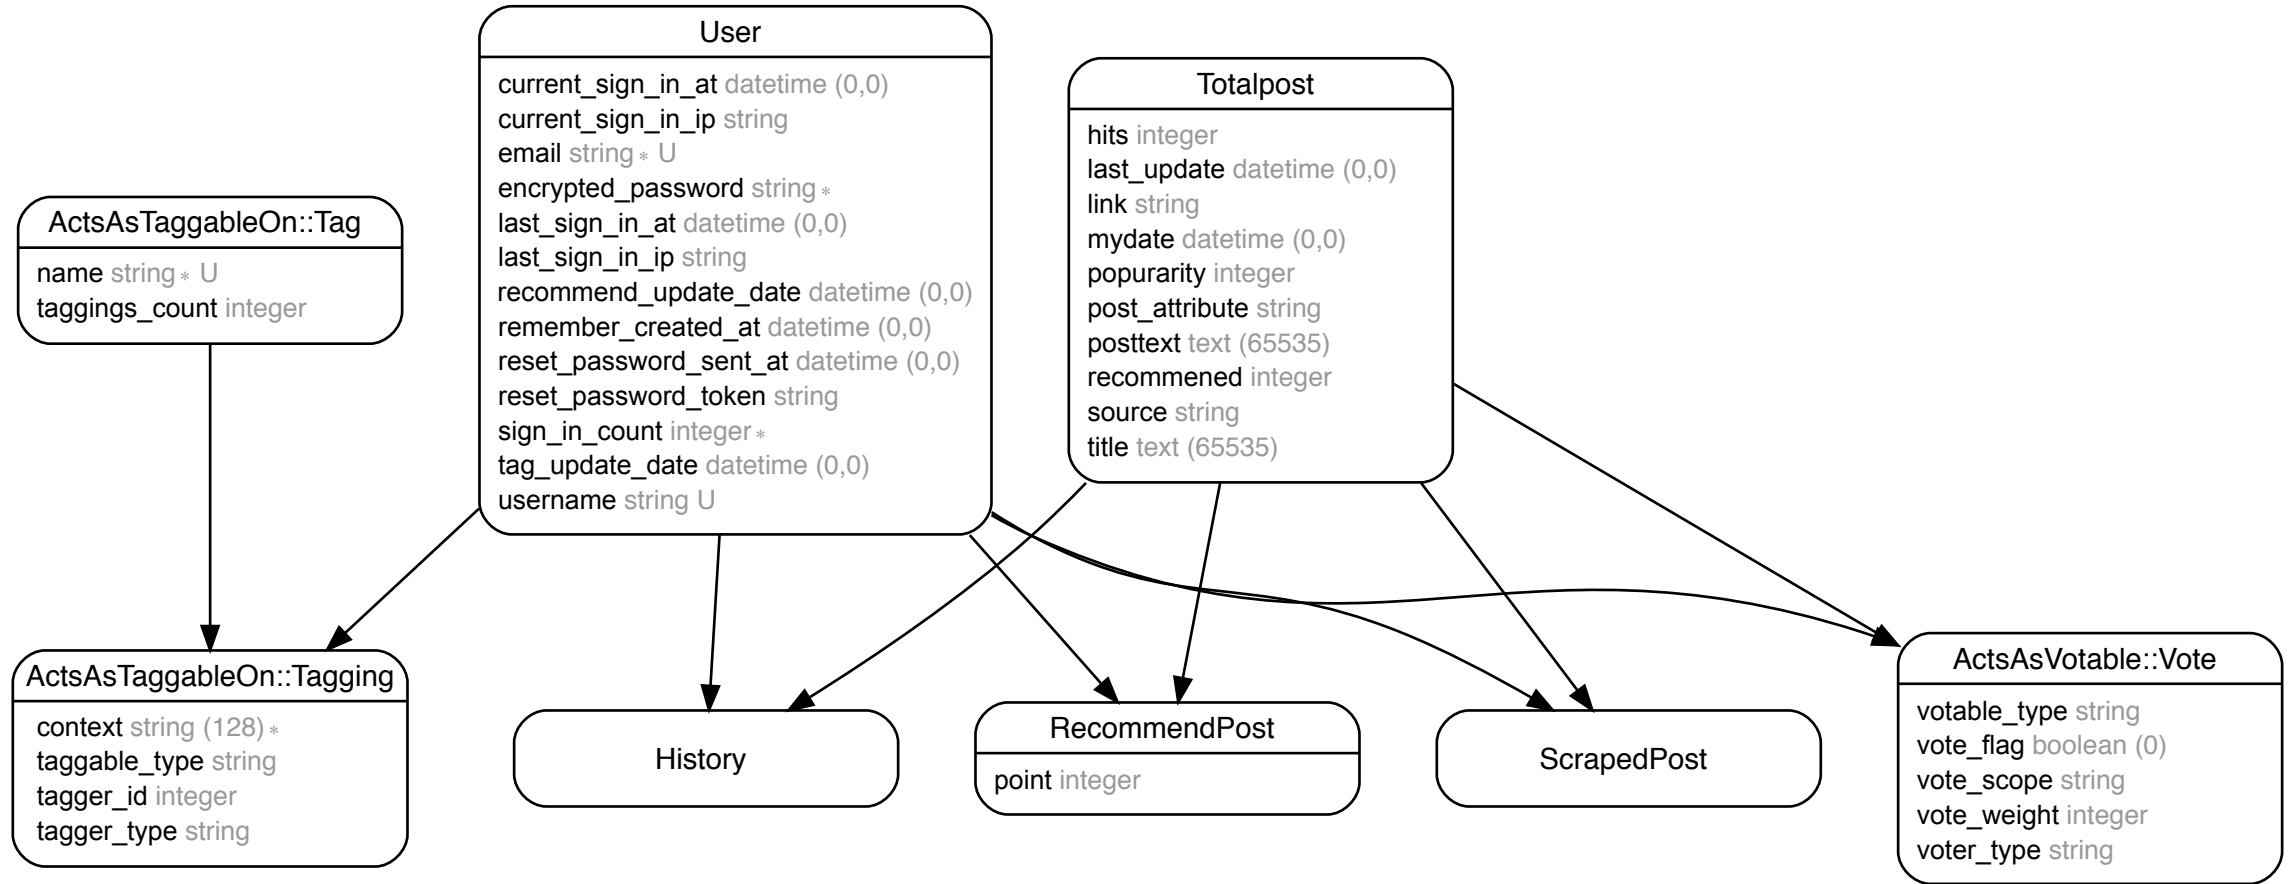 User
current_sign_in_at datetime (0,0)
current_sign_in_ip string
email string∗ U
encrypted_password string∗
last_sign_in_at datetime (0,0)
last_sign_in_ip string
recommend_update_date datetime (0,0)
remember_created_at datetime (0,0)
reset_password_sent_at datetime (0,0)
reset_password_token string
sign_in_count integer∗
tag_update_date datetime (0,0)
username string U
Totalpost
hits integer
last_update datetime (0,0)
link string
mydate datetime (0,0)
popurarity integer
post_attribute string
posttext text (65535)
recommened integer
source string
title text (65535)
ActsAsTaggableOn::Tag
name string∗ U
taggings_count integer
ActsAsTaggableOn::Tagging
context string (128)∗
taggable_type string
tagger_id integer
tagger_type string
History
RecommendPost
point integer
ScrapedPost
ActsAsVotable::Vote
votable_type string
vote_flag boolean (0)
vote_scope string
vote_weight integer
voter_type string